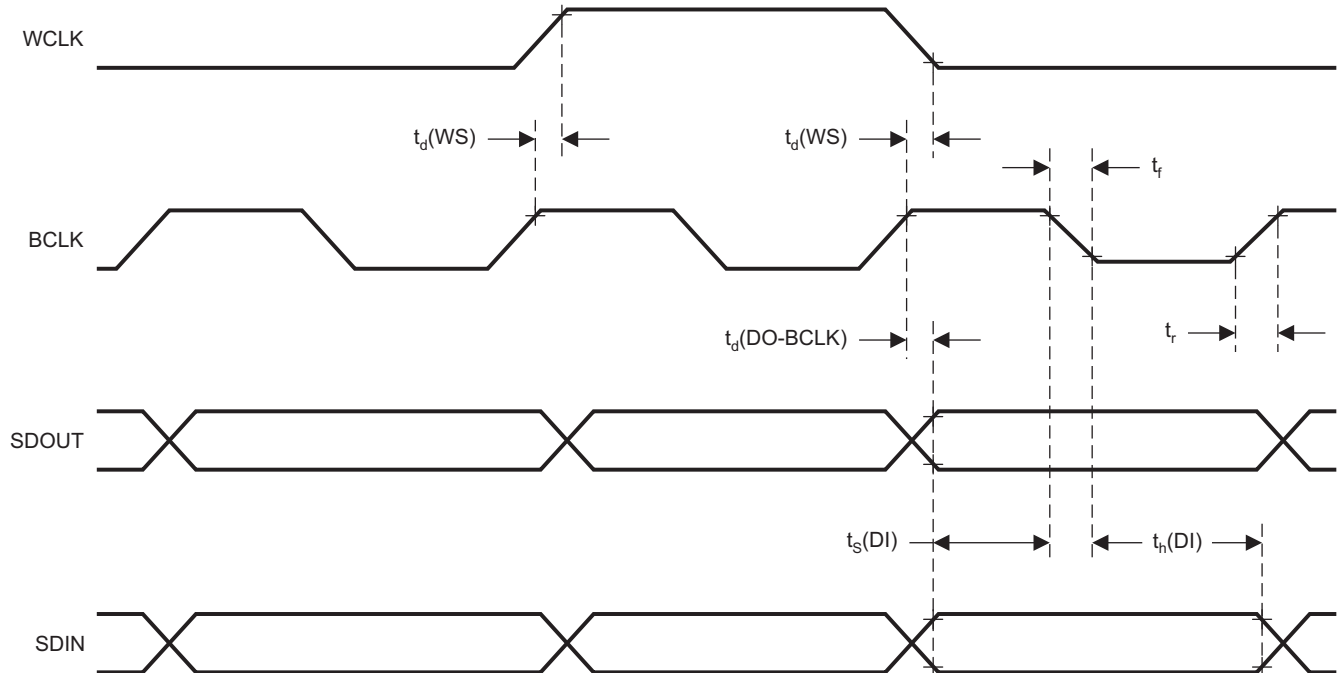 WCLK
t_d(WS) t_d(WS)
t_f
BCLK
t_d(DO-BCLK)
t_r
SDOUT
t_S(DI) t_h(DI)
SDIN